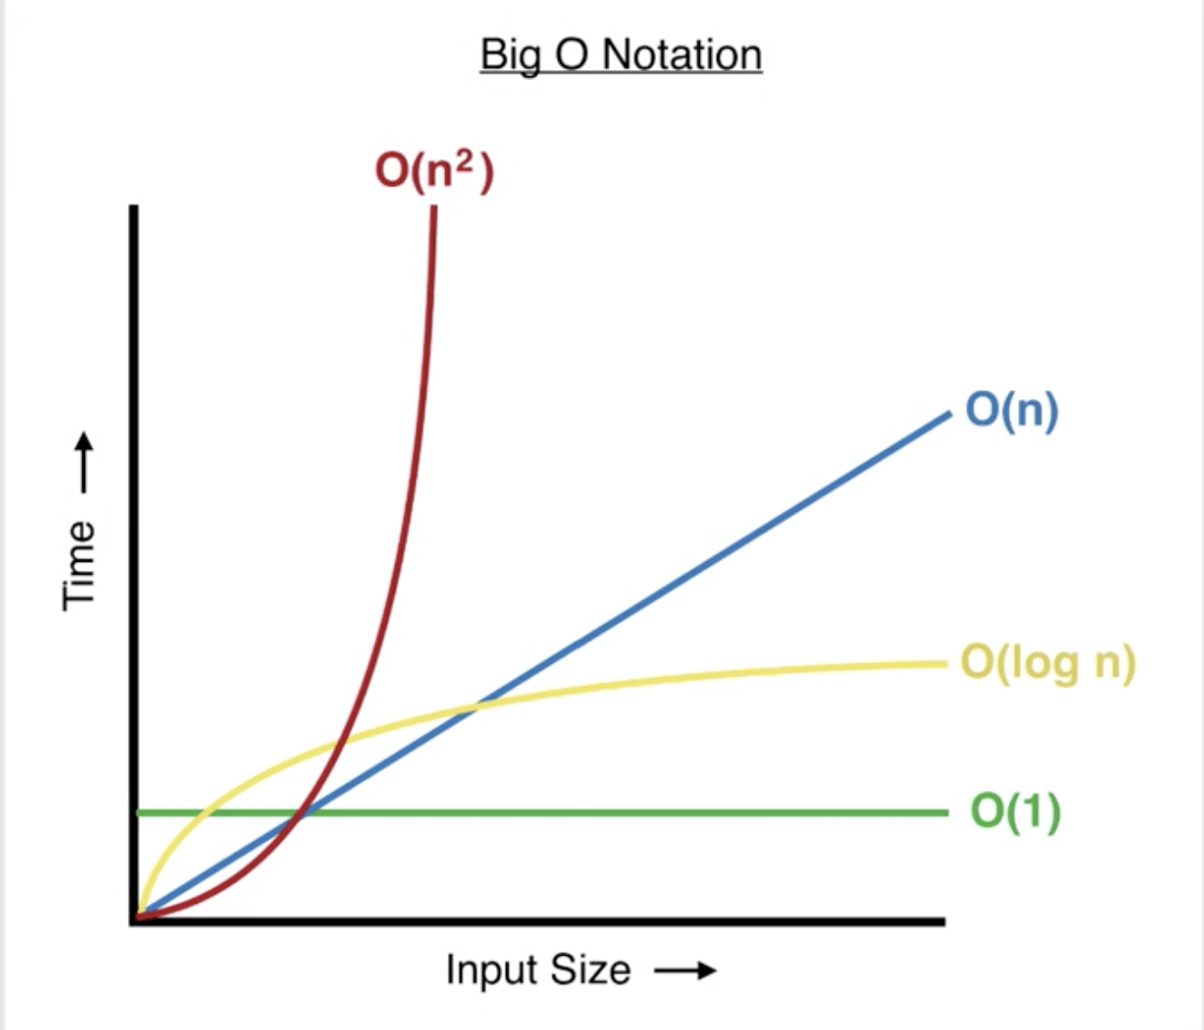 Big O Notation
O(n²)
O(n)
Time
O(log n)
O(1)
Input Size